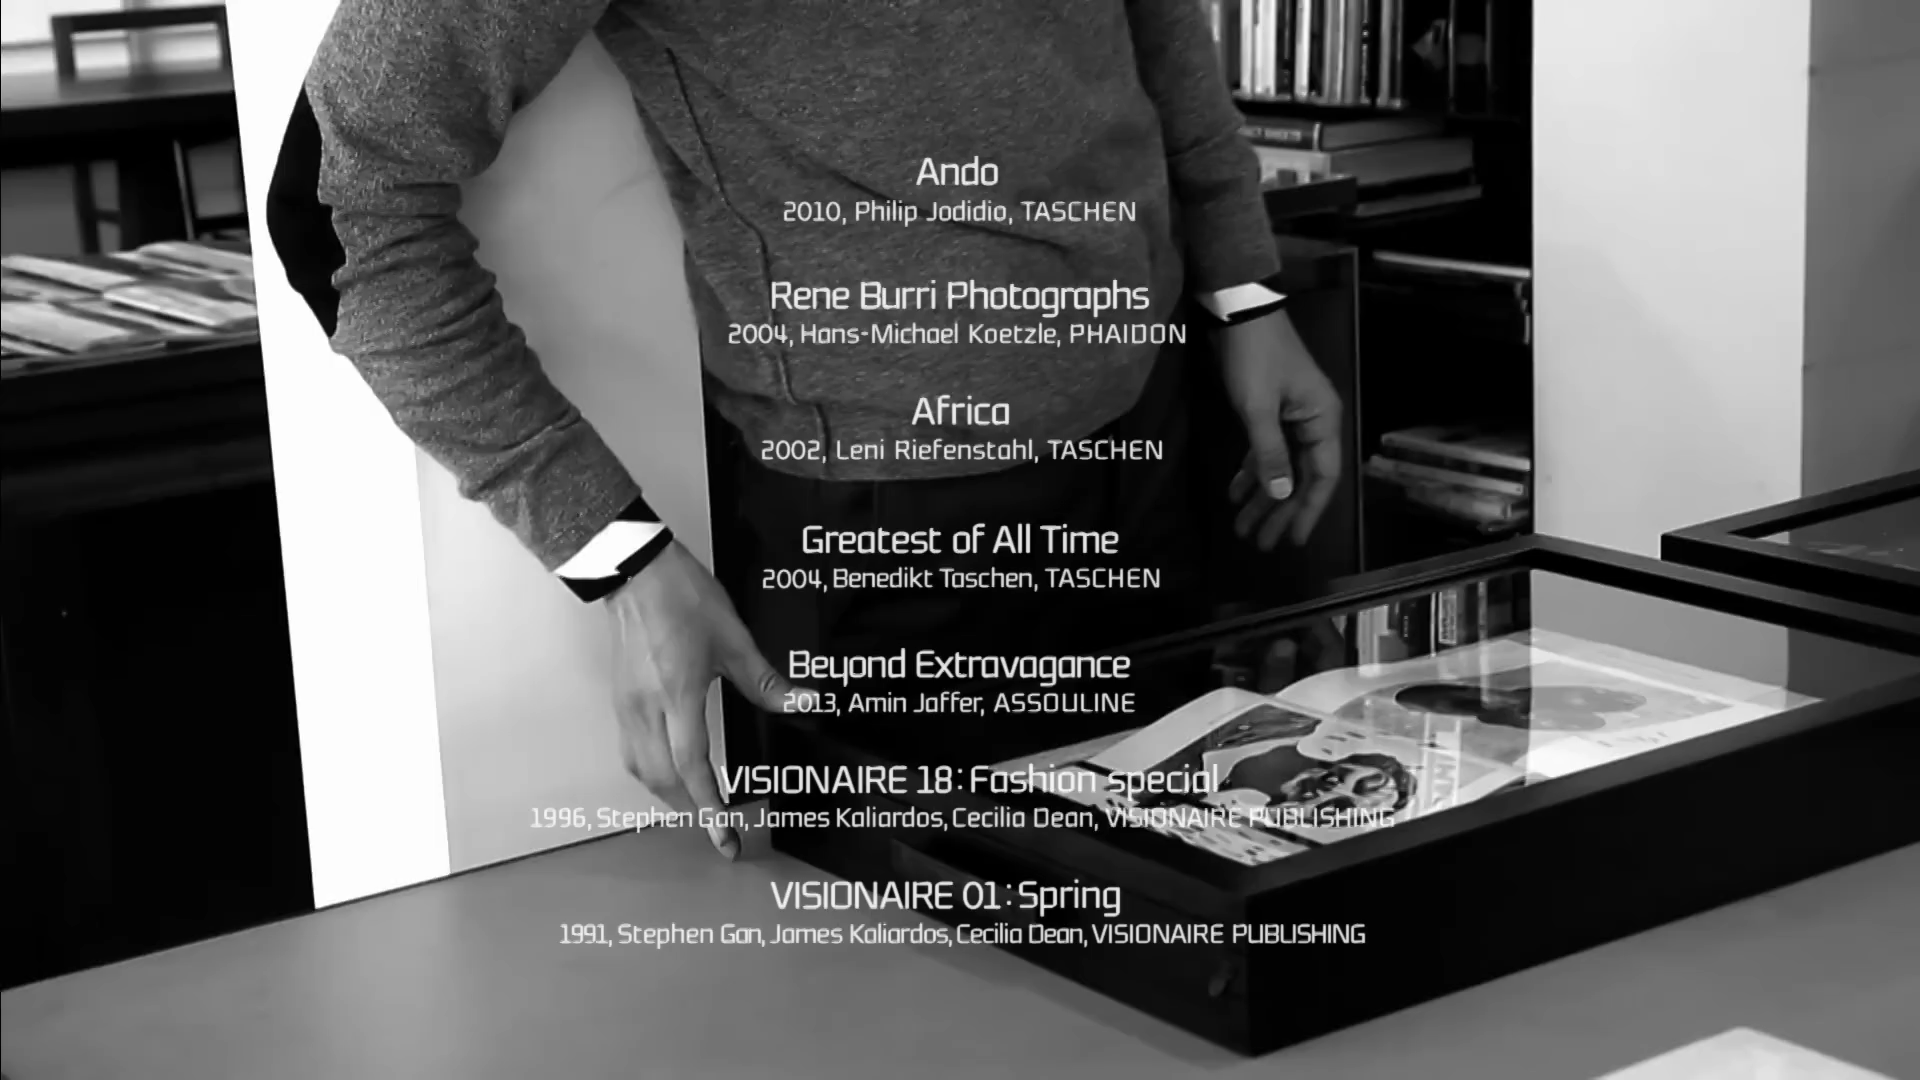 Ando
2010, Philip Jodidio, TASCHEN
Rene Burri Photographs
2004, Hans-Michael Koetzle, PHAIDON
Africa
2002, Leni Riefenstahl, TASCHEN
Greatest of All Time
2004, Benedikt Taschen, TASCHEN
Beyond Extravagance
2013, Amin Jaffer, ASSOULINE
VISIONAIRE 18: Fashion special
1996, Stephen Gan, James Kaliardos, Cecilia Dean, VISIONAIRE PUBLISHING
VISIONAIRE 01: Spring
1991, Stephen Gan, James Kaliardos, Cecilia Dean, VISIONAIRE PUBLISHING